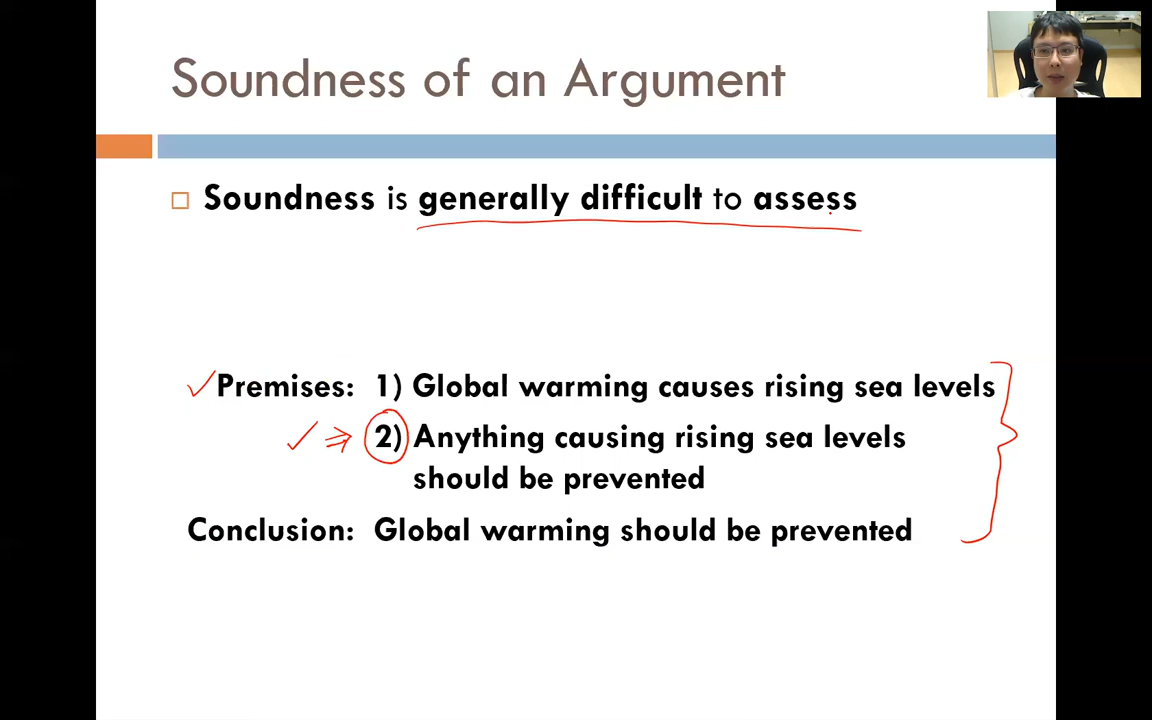 Soundness of an Argument
Soundness is generally difficult to assess
Premises: 1) Global warming causes rising sea levels
2) Anything causing rising sea levels
should be prevented
Conclusion: Global warming should be prevented